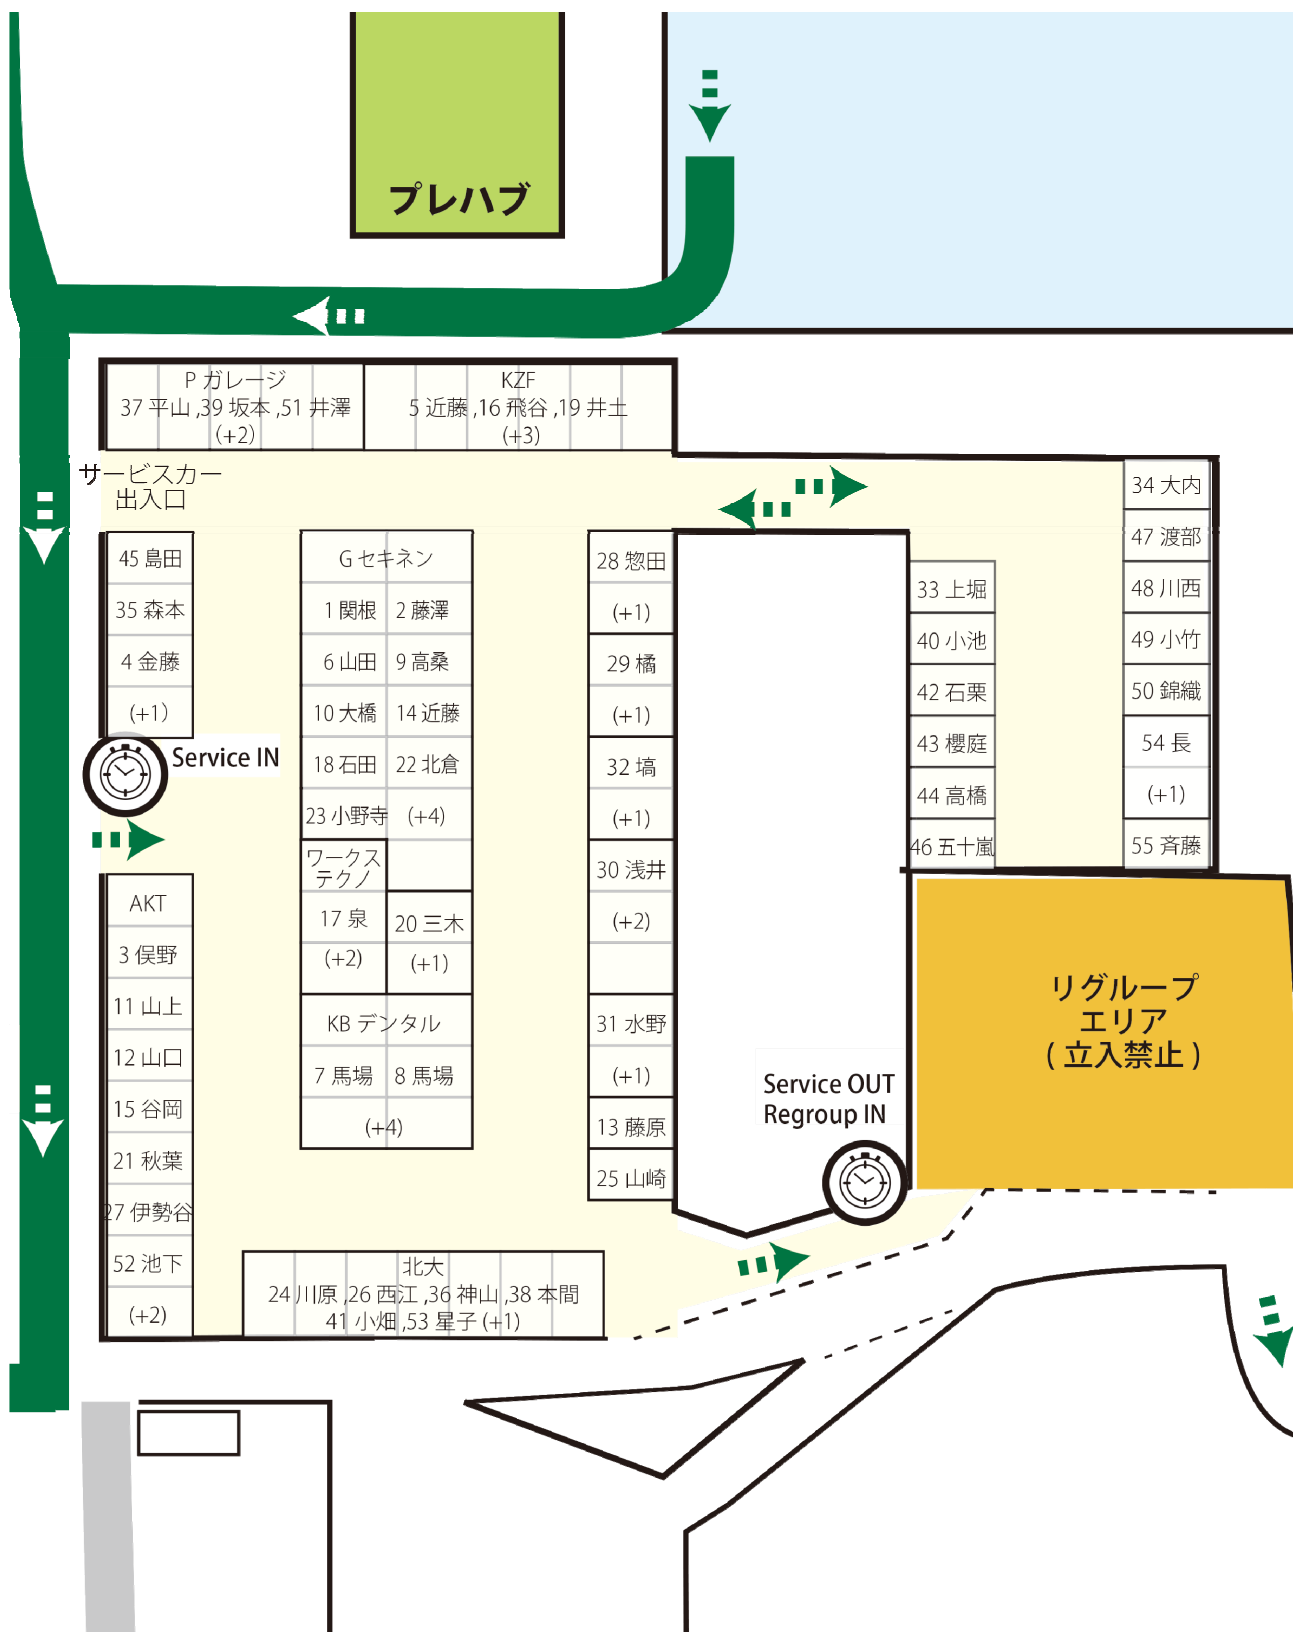 プレハブ
P ガレージ
37 平山 ,39 坂本 ,51 井澤
(+2)
KZF
5 近藤 ,16 飛谷 ,19 井土
(+3)
サービスカー
出入口
45 島田
35 森本
4 金藤
(+1)
Service IN
AKT
3 俣野
11 山上
12 山口
15 谷岡
21 秋葉
27 伊勢谷
52 池下
(+2)
G セキネン
1 関根
2 藤澤
6 山田
9 高桑
10 大橋
14 近藤
18 石田
22 北倉
23 小野寺
(+4)
ワークス
テクノ
17 泉
(+2)
20 三木
(+1)
KB デンタル
7 馬場
8 馬場
(+4)
28 惣田
(+1)
29 橘
(+1)
32 塙
(+1)
30 浅井
(+2)
31 水野
(+1)
13 藤原
25 山崎
北大
24 川原 ,26 西江 ,36 神山 ,38 本間
41 小畑 ,53 星子 (+1)
33 上堀
40 小池
42 石栗
43 櫻庭
44 高橋
46 五十嵐
34 大内
47 渡部
48 川西
49 小竹
50 錦織
54 長
(+1)
55 斉藤
リグループ
エリア
( 立入禁止 )
Service OUT
Regroup IN